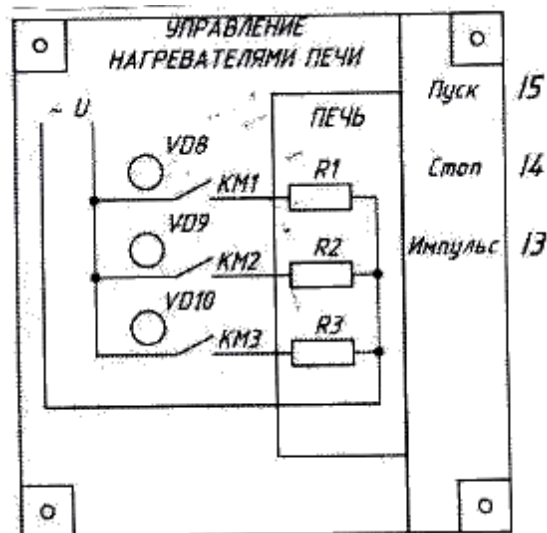 УПРАВЛЕНИЕ
НАГРЕВАТЕЛЯМИ ПЕЧИ
~ U
ПЕЧЬ
Пуск 15
Стоп 14
Импульс 13
VD8
KM1
R1
VD9
KM2
R2
VD10
KM3
R3